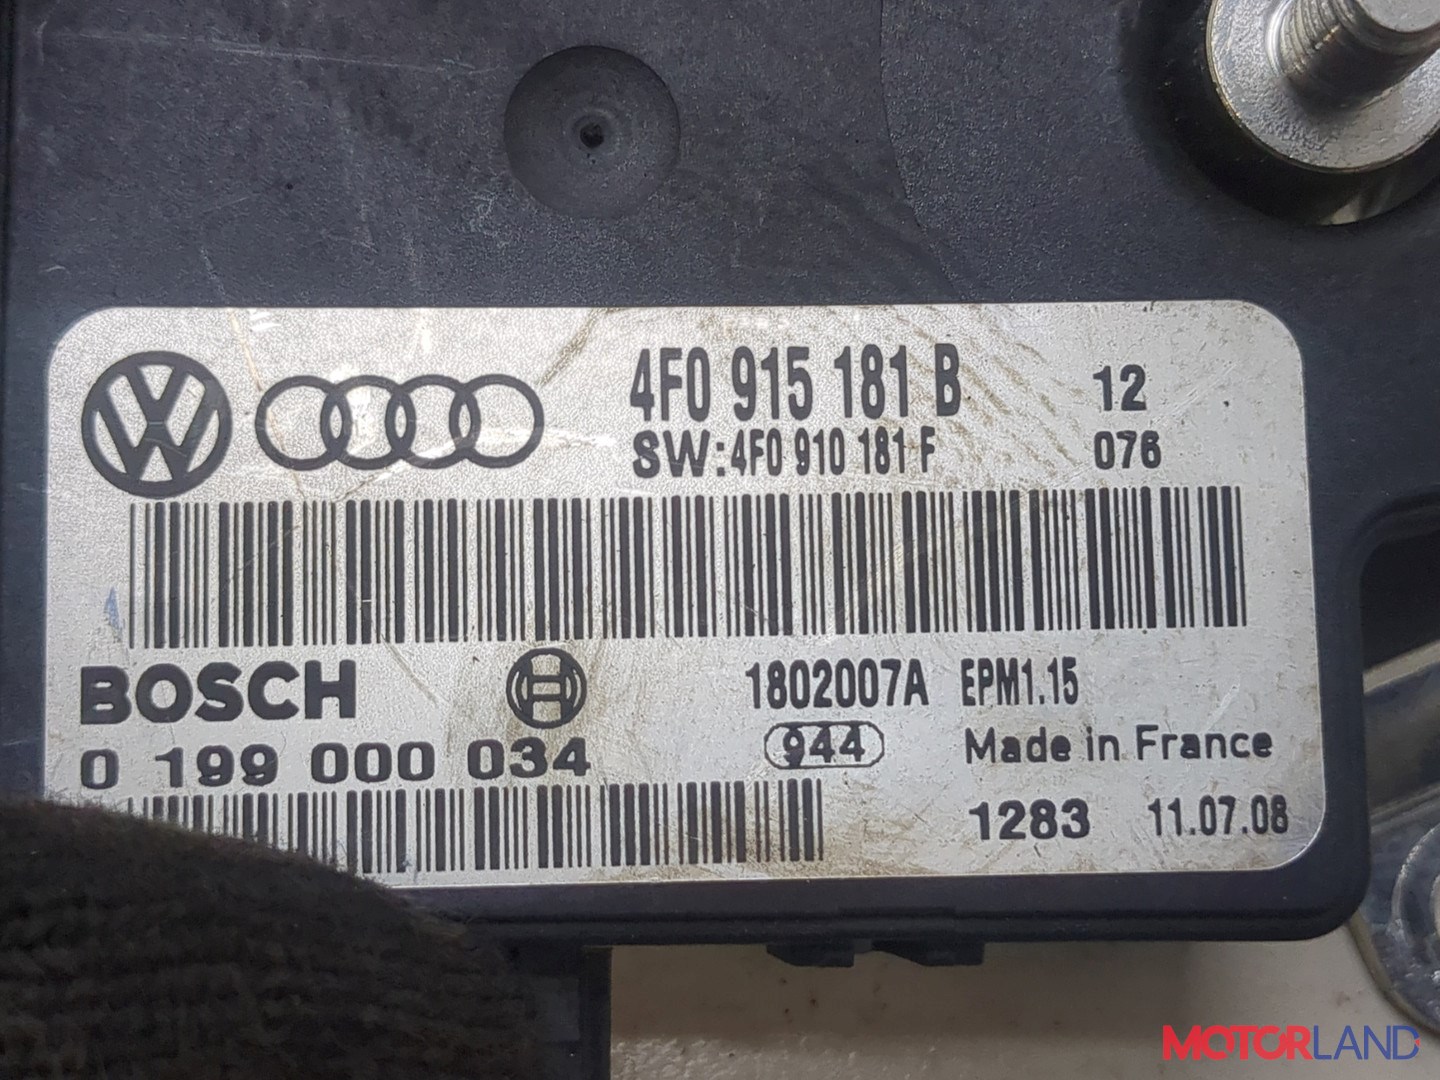 4F0 915 181 B 12
SW:4F0 910 181 F 076
BOSCH 1802007A EPM1.15
0 199 000 034 944 Made in France
1283 11.07.08
MOTORLAND